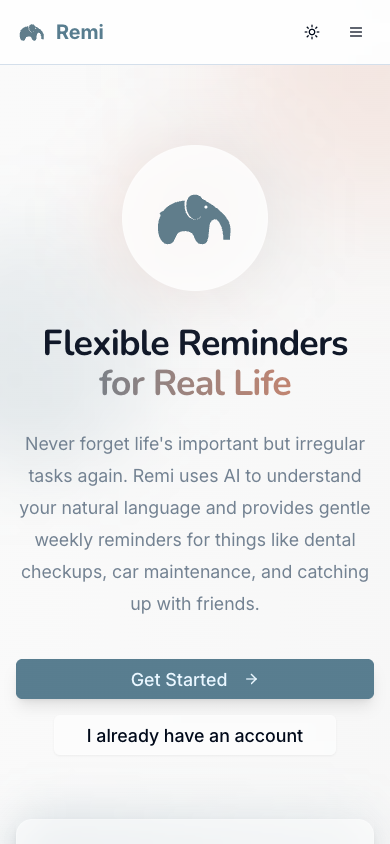 Remi
Flexible Reminders
for Real Life
Never forget life's important but irregular
tasks again. Remi uses AI to understand
your natural language and provides gentle
weekly reminders for things like dental
checkups, car maintenance, and catching
up with friends.
Get Started
I already have an account